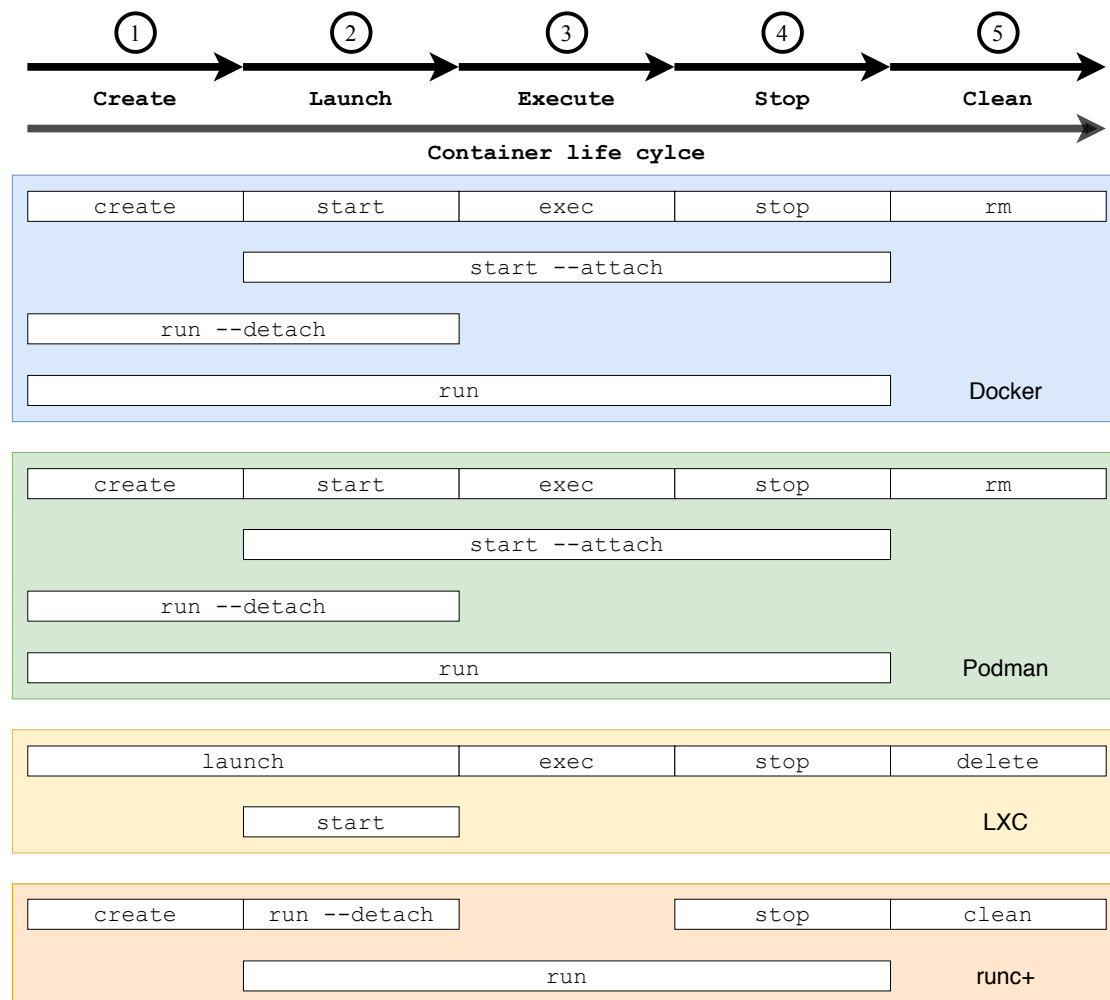 1 2 3 4 5
Create Launch Execute Stop Clean
Container life cylce
create start exec stop rm
start --attach
run --detach
run Docker
create start exec stop rm
start --attach
run --detach
run Podman
launch exec stop delete
start LXC
create run --detach stop clean
run runc+